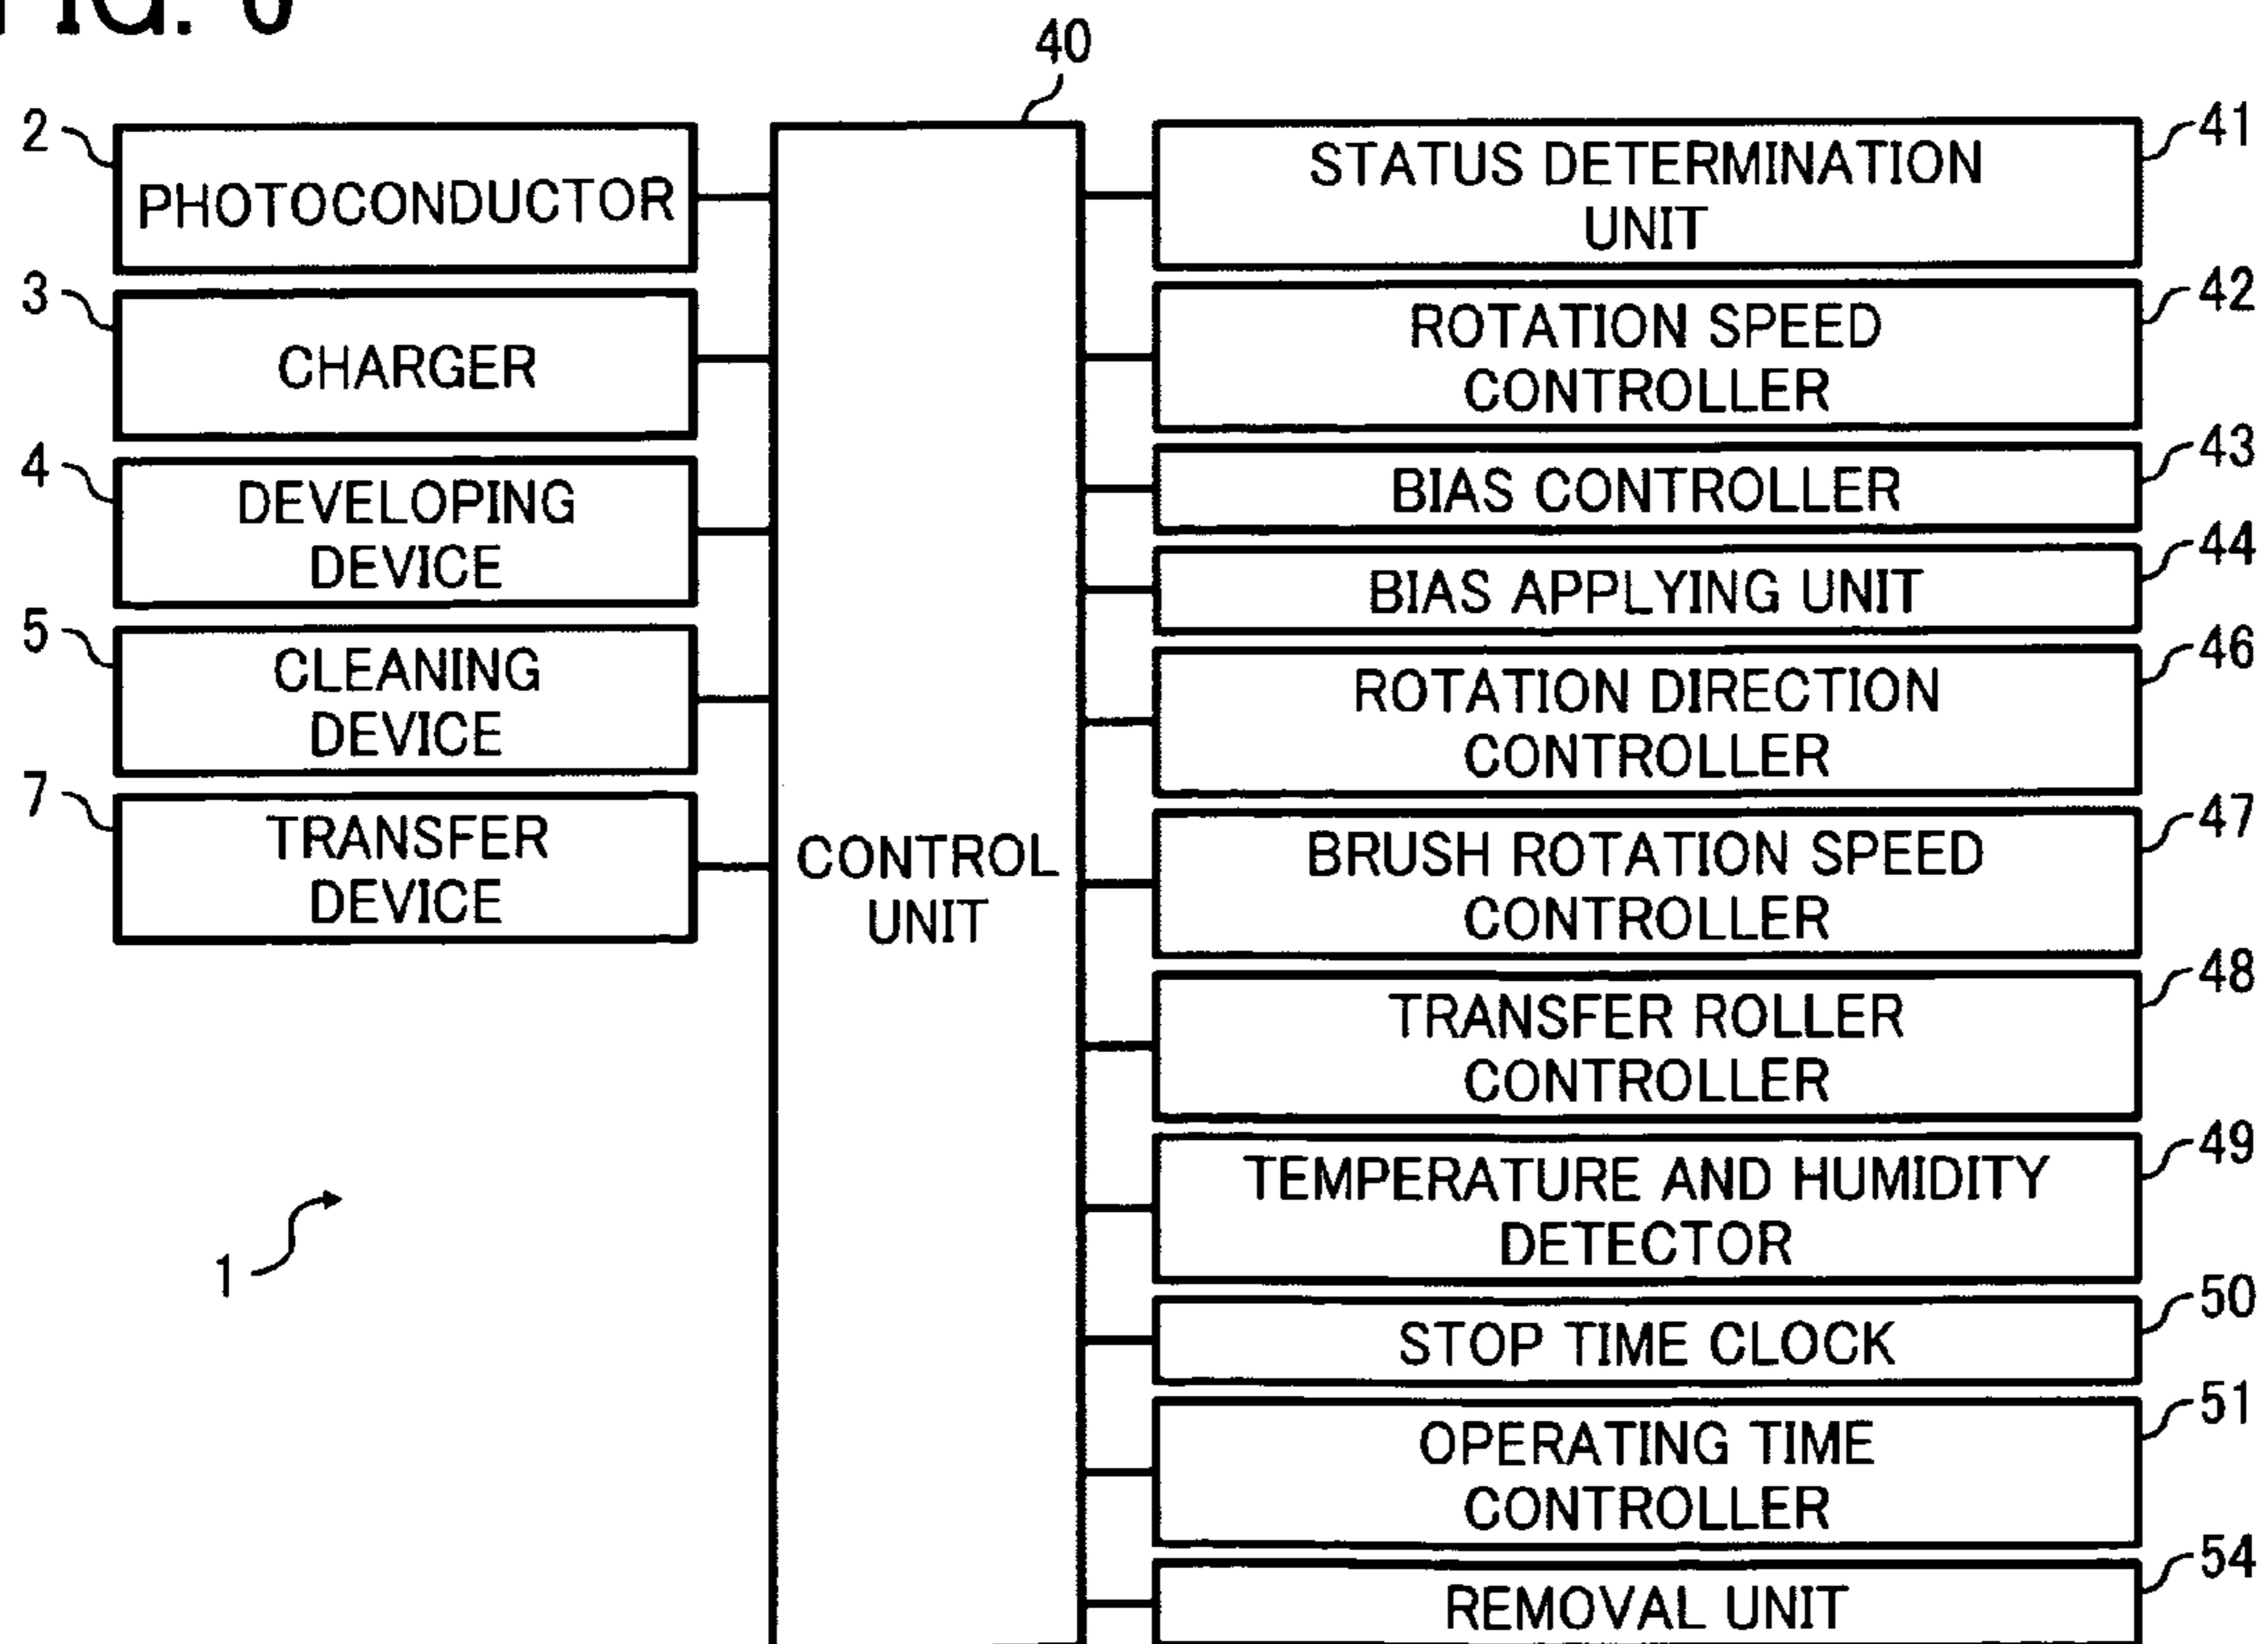 FIG.
40
2
PHOTOCONDUCTOR
3
CHARGER
4
DEVELOPING
DEVICE
5
CLEANING
DEVICE
7
TRANSFER
DEVICE
1
CONTROL
UNIT
41
STATUS DETERMINATION
UNIT
42
ROTATION SPEED
CONTROLLER
43
BIAS CONTROLLER
44
BIAS APPLYING UNIT
46
ROTATION DIRECTION
CONTROLLER
47
BRUSH ROTATION SPEED
CONTROLLER
48
TRANSFER ROLLER
CONTROLLER
49
TEMPERATURE AND HUMIDITY
DETECTOR
50
STOP TIME CLOCK
51
OPERATING TIME
CONTROLLER
54
REMOVAL UNIT